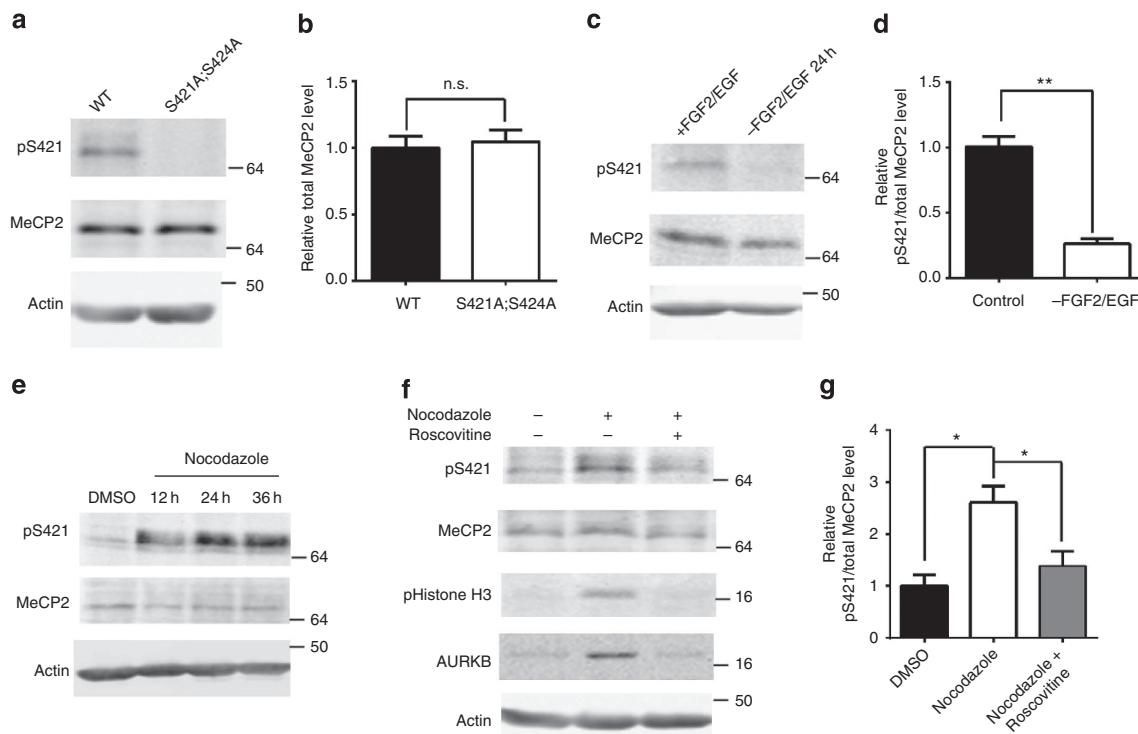 a
WT
S421A;S424A
pS421
64
MeCP2
64
50
Actin
b
Relative total MeCP2 level
1.5
1.0
0.5
0.0
n.s.
WT
S421A;S424A
c
+FGF2/EGF
–FGF2/EGF 24 h
pS421
64
MeCP2
64
50
Actin
d
Relative
pS421/total MeCP2 level
1.5
1.0
0.5
0.0
**
Control
–FGF2/EGF
e
Nocodazole
DMSO 12 h 24 h 36 h
pS421
64
MeCP2
64
50
Actin
f
Nocodazole – + +
Roscovitine – – +
pS421
64
MeCP2
64
pHistone H3
16
AURKB
16
50
Actin
g
Relative
pS421/total MeCP2 level
4
3
2
1
0
*
*
DMSO
Nocodazole
Nocodazole +
Roscovitine